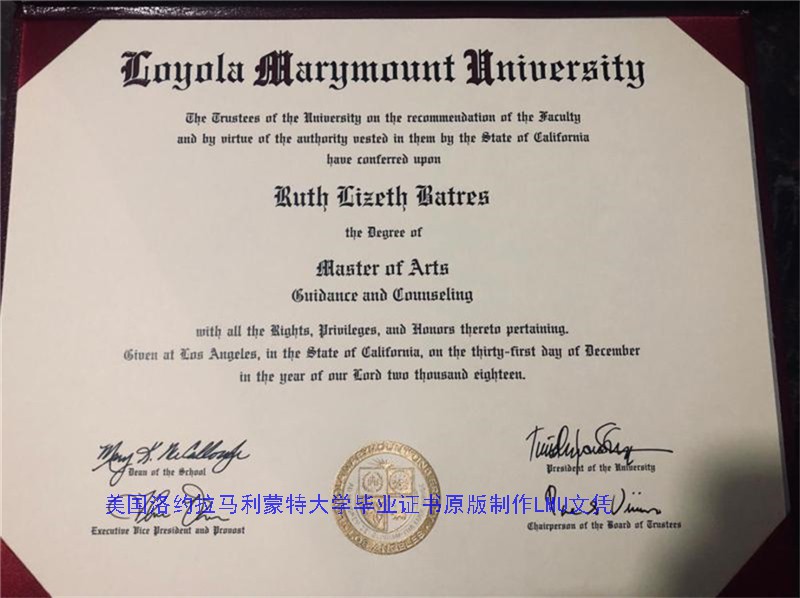 Loyola Marymount University
The Trustees of the University on the recommendation of the Faculty
and by virtue of the authority vested in them by the State of California
have conferred upon
Ruth Lizeth Batres
the Degree of
Master of Arts
Guidance and Counseling
with all the Rights, Privileges, and Honors thereto pertaining.
Given at Los Angeles, in the State of California, on the thirty-first day of December
in the year of our Lord two thousand eighteen.
Dean of the School
President of the University
美国洛约拉马利蒙特大学毕业证书原版制作LMU文凭
Executive Vice President and Provost
Chairperson of the Board of Trustees